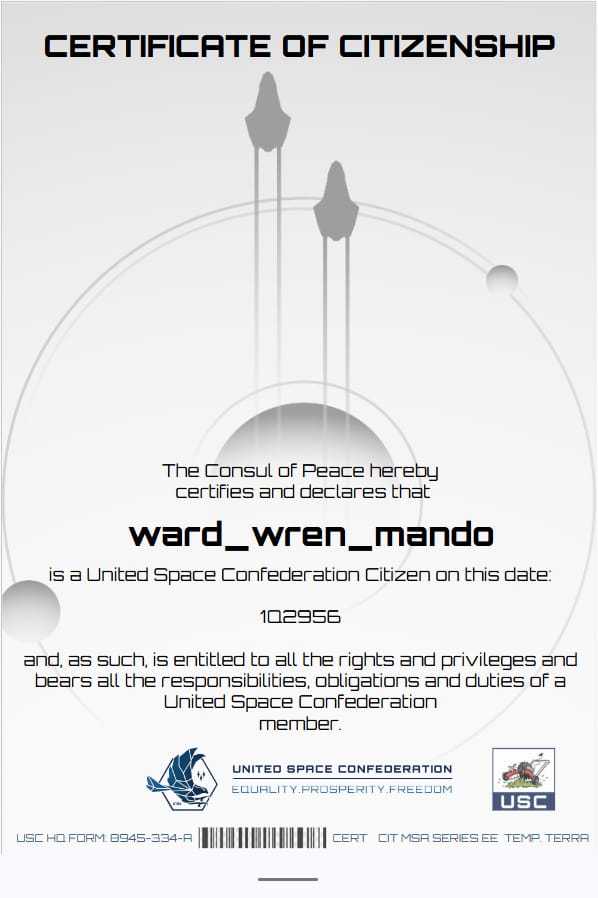 CERTIFICATE OF CITIZENSHIP
The Consul of Peace hereby
certifies and declares that
ward_wren_mando
is a United Space Confederation Citizen on this date:
1Q2956
and, as such, is entitled to all the rights and privileges and
bears all the responsibilities, obligations and duties of a
United Space Confederation
member.
UNITED SPACE CONFEDERATION
EQUALITY.PROSPERITY.FREEDOM
USC
USC HQ FORM: 8945-334-A CERT CIT MSA SERIES EE TEMP. TERRA